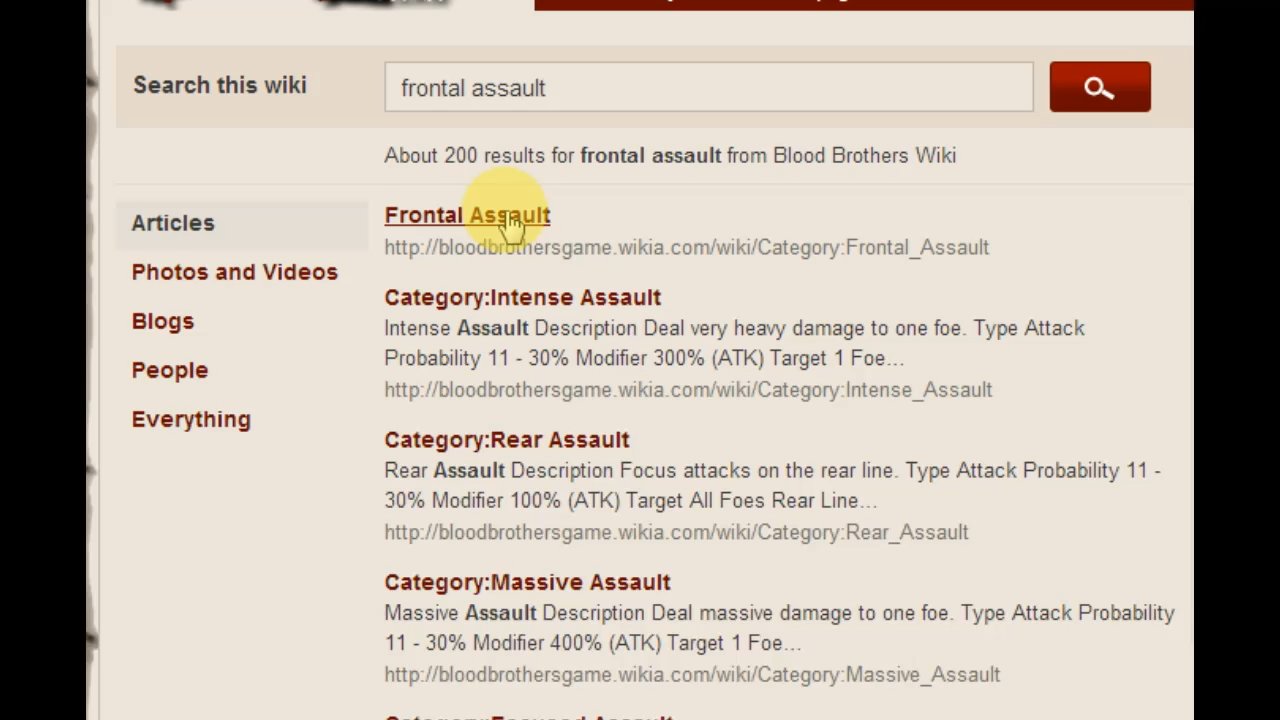 Search this wiki
frontal assault
About 200 results for frontal assault from Blood Brothers Wiki
Articles
Photos and Videos
Blogs
People
Everything
Frontal Assault
http://bloodbrothersgame.wikia.com/wiki/Category:Frontal_Assault
Category:Intense Assault
Intense Assault Description Deal very heavy damage to one foe. Type Attack
Probability 11 - 30% Modifier 300% (ATK) Target 1 Foe...
http://bloodbrothersgame.wikia.com/wiki/Category:Intense_Assault
Category:Rear Assault
Rear Assault Description Focus attacks on the rear line. Type Attack Probability 11 -
30% Modifier 100% (ATK) Target All Foes Rear Line...
http://bloodbrothersgame.wikia.com/wiki/Category:Rear_Assault
Category:Massive Assault
Massive Assault Description Deal massive damage to one foe. Type Attack Probability
11 - 30% Modifier 400% (ATK) Target 1 Foe...
http://bloodbrothersgame.wikia.com/wiki/Category:Massive_Assault
Category:Focused Assault